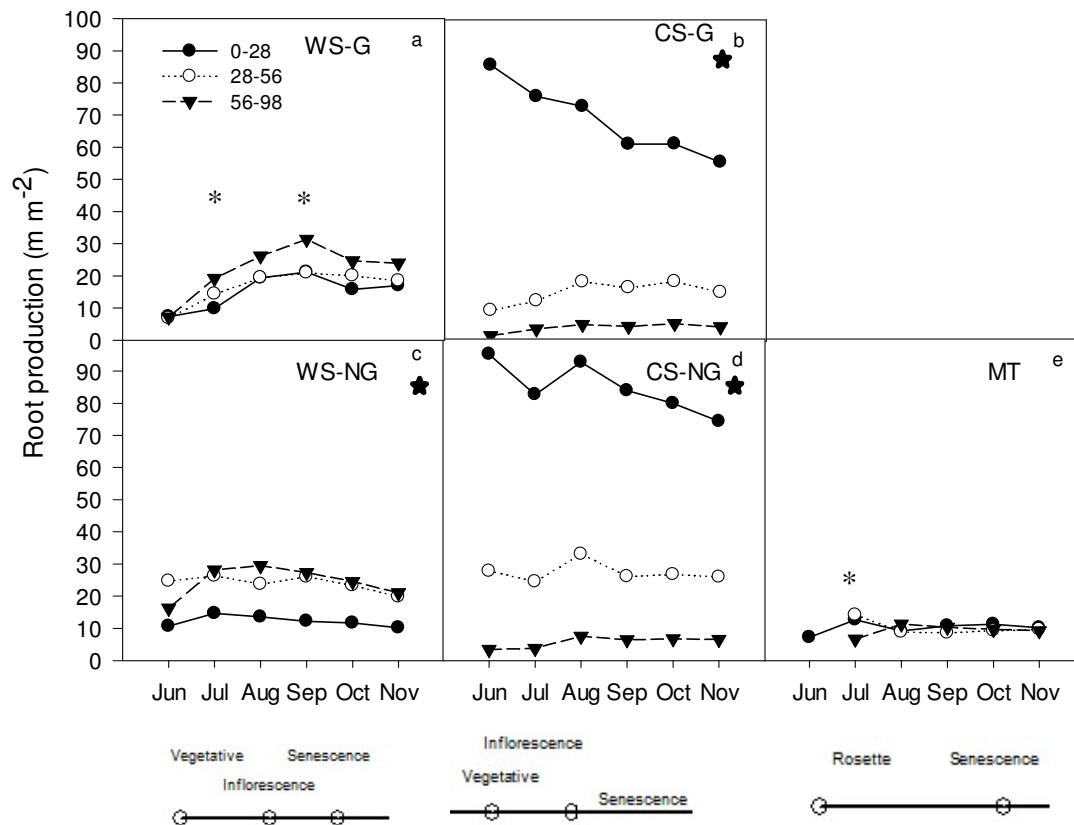 WS-G a
0-28
28-56
56-98
CS-G b
100
90
80
70
60
50
40
30
20
10
0
Root production (m m-2)
* *
WS-NG c
CS-NG d
MT e
90
80
70
60
50
40
30
20
10
0
*
Jun Jul Aug Sep Oct Nov
Jun Jul Aug Sep Oct Nov
Jun Jul Aug Sep Oct Nov
Vegetative Senescence
Inflorescence
Inflorescence
Vegetative
Senescence
Rosette Senescence